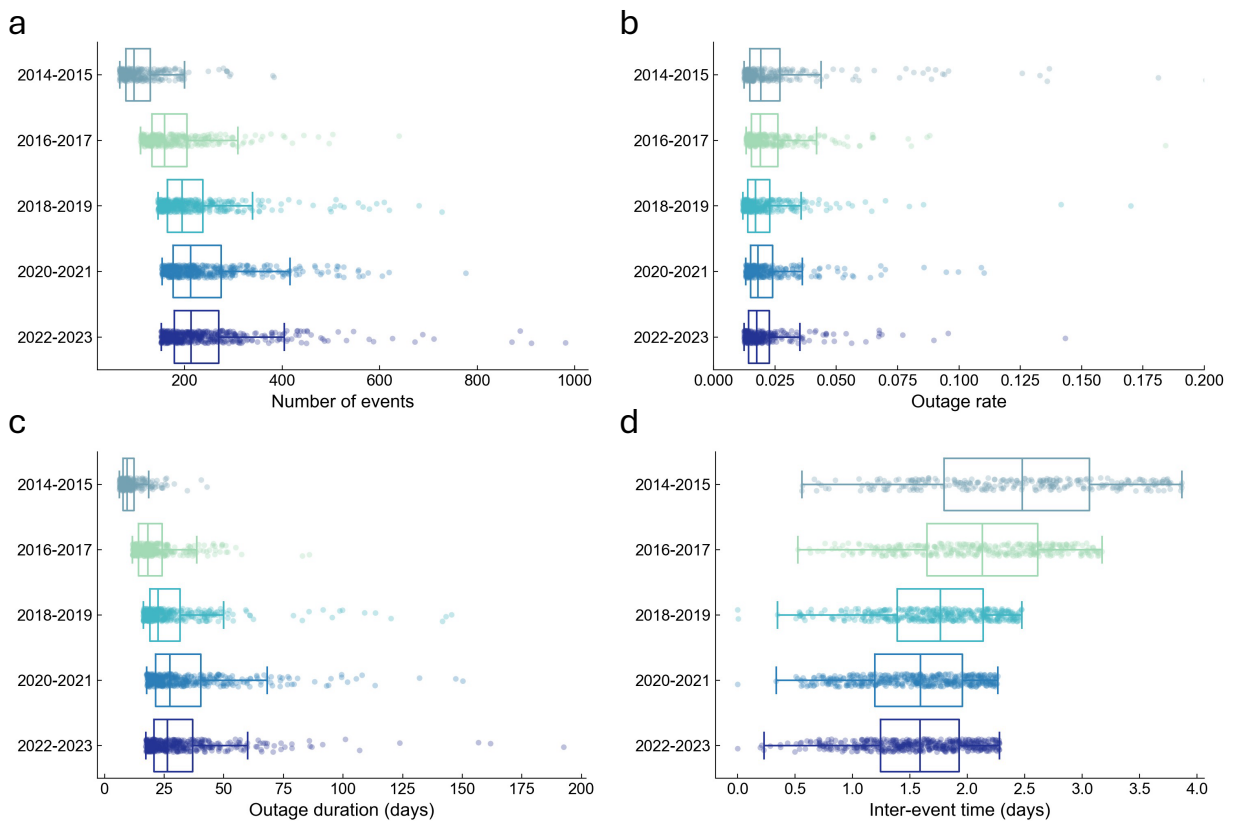 a
2014-2015
2016-2017
2018-2019
2020-2021
2022-2023
200 400 600 800 1000
Number of events
b
2014-2015
2016-2017
2018-2019
2020-2021
2022-2023
0.000 0.025 0.050 0.075 0.100 0.125 0.150 0.175 0.200
Outage rate
c
2014-2015
2016-2017
2018-2019
2020-2021
2022-2023
0 25 50 75 100 125 150 175 200
Outage duration (days)
d
2014-2015
2016-2017
2018-2019
2020-2021
2022-2023
0.0 0.5 1.0 1.5 2.0 2.5 3.0 3.5 4.0
Inter-event time (days)